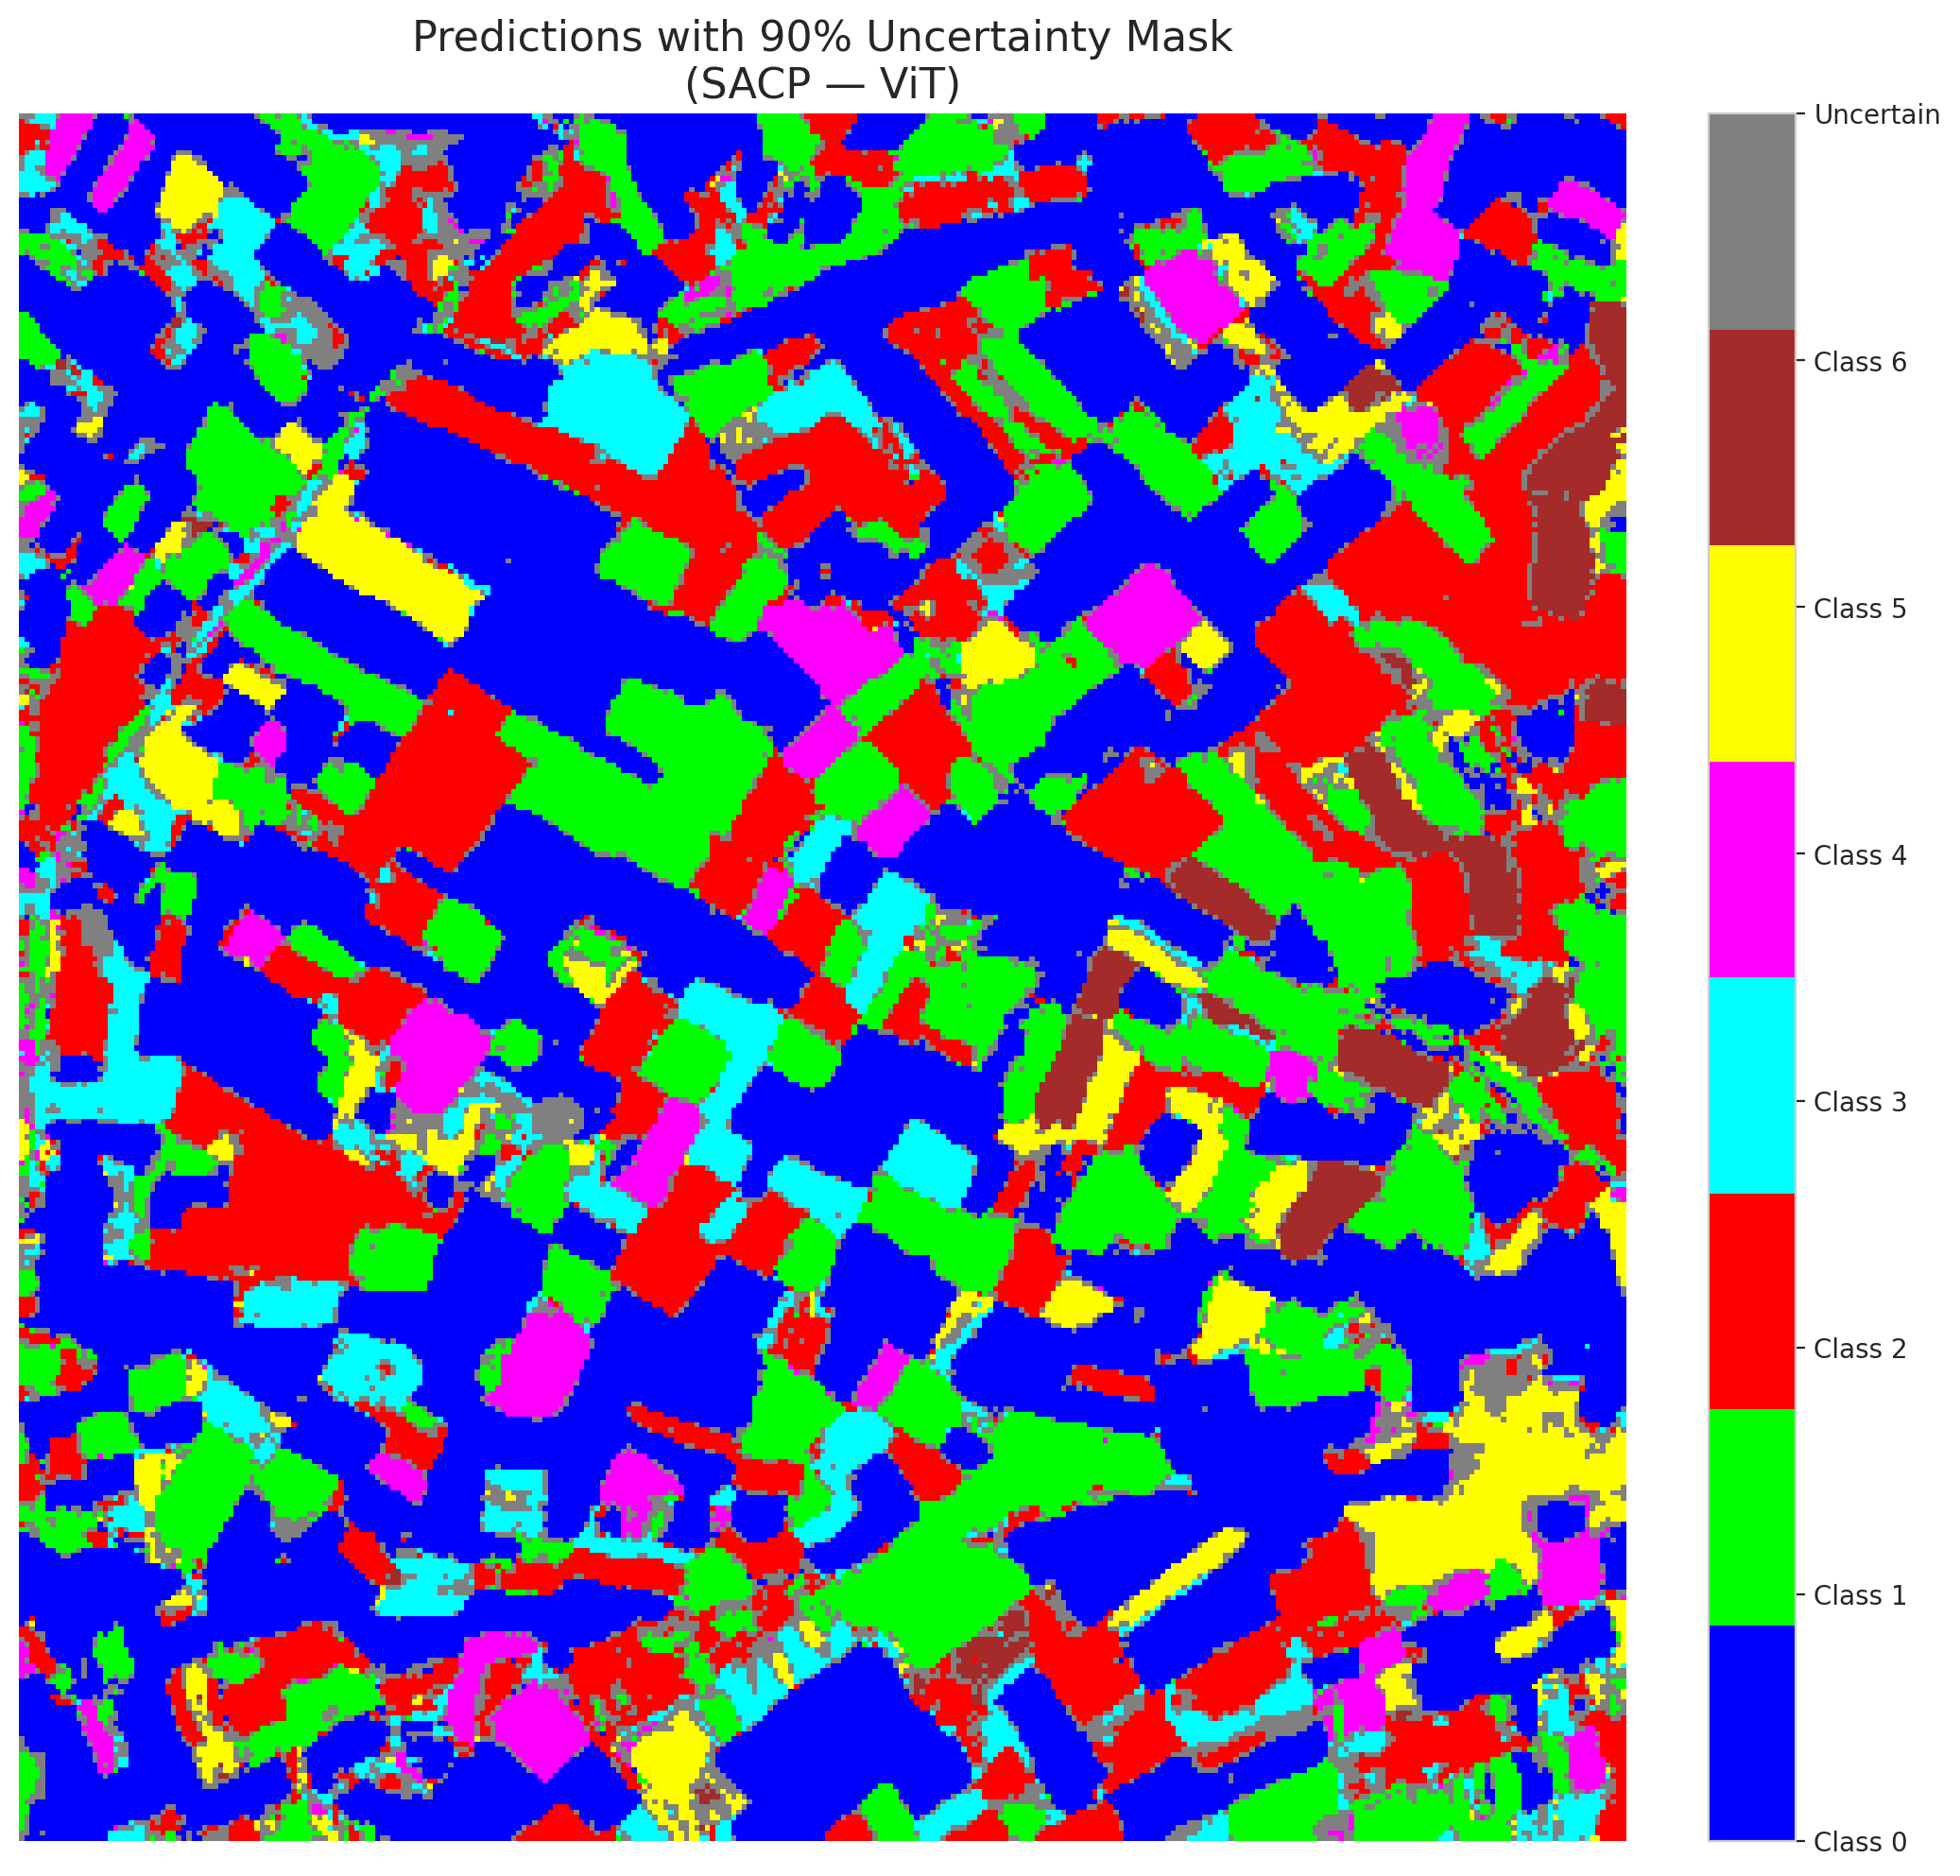 Predictions with 90% Uncertainty Mask
(SACP — ViT)
Uncertain
Class 6
Class 5
Class 4
Class 3
Class 2
Class 1
Class 0